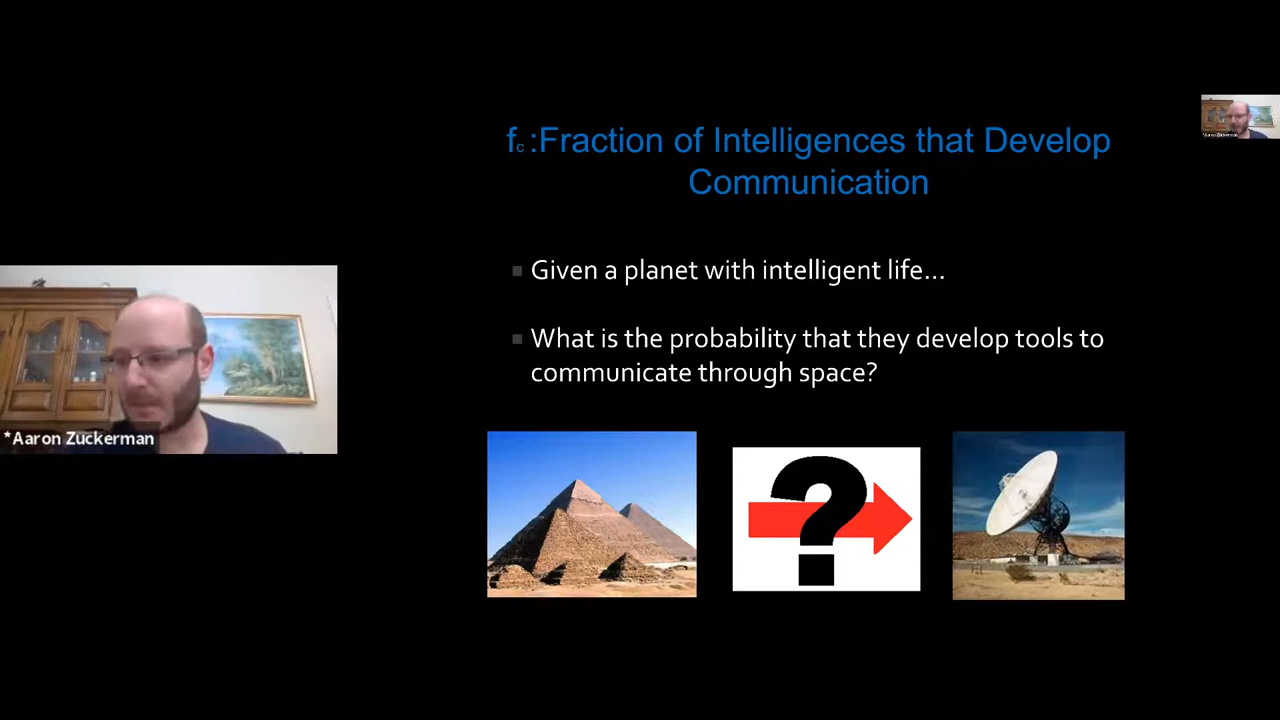 f c :Fraction of Intelligences that Develop
Communication
Given a planet with intelligent life...
What is the probability that they develop tools to
communicate through space?
?
*Aaron Zuckerman